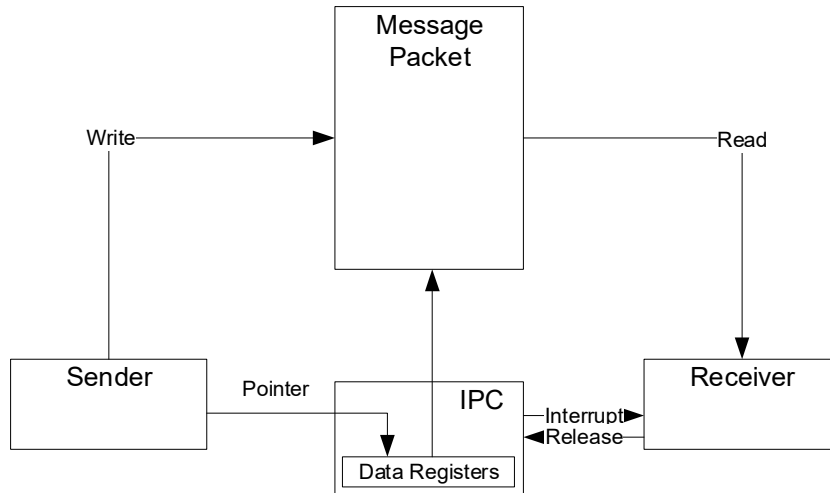 Message
Packet
Write
Read
Sender
Pointer
IPC
Receiver
Interrupt
Release
Data Registers